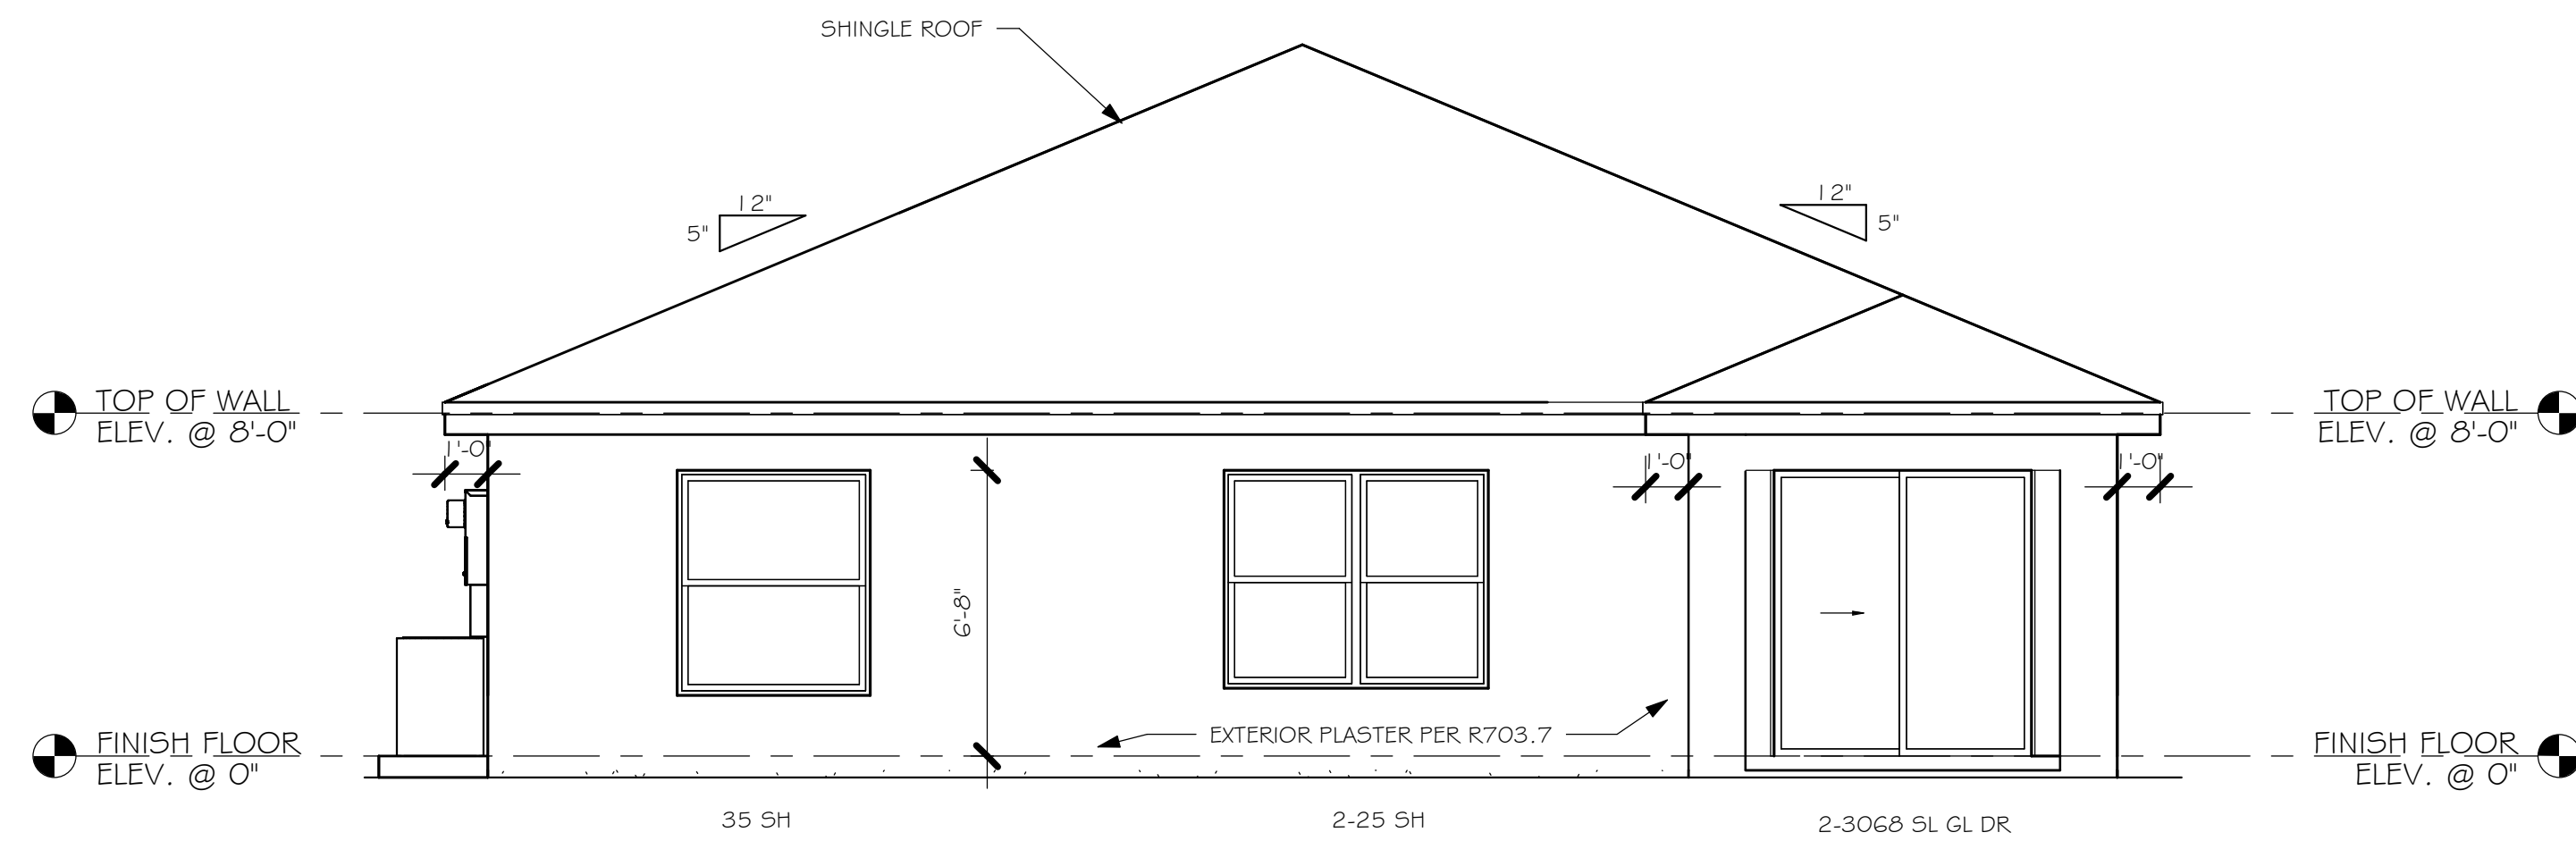 SHINGLE ROOF
12"
5"
12"
5"
TOP OF WALL
ELEV. @ 8'-0"
TOP OF WALL
ELEV. @ 8'-0"
1'-0"
1'-0"
1'-0"
6'-8"
EXTERIOR PLASTER PER R703.7
FINISH FLOOR
ELEV. @ 0"
FINISH FLOOR
ELEV. @ 0"
35 SH
2-25 SH
2-3068 SL GL DR